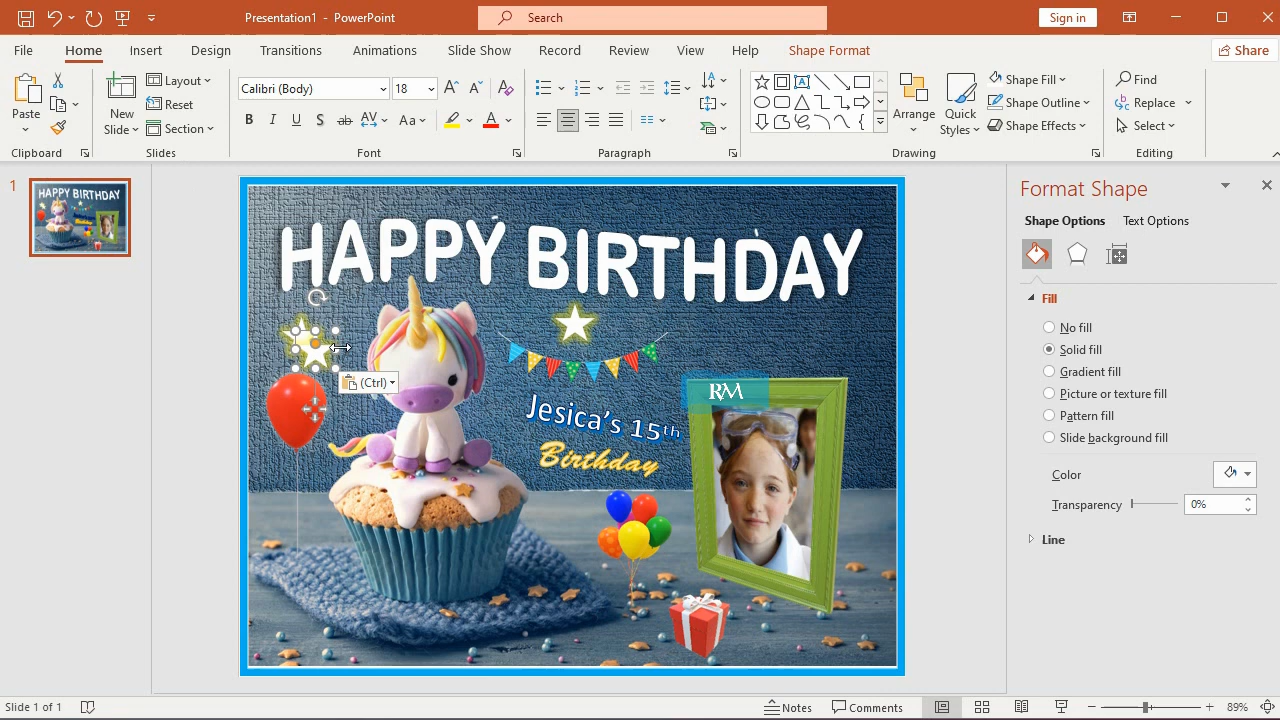 Presentation1 - PowerPoint
Search
Sign in
File Home Insert Design Transitions Animations Slide Show Record Review View Help Shape Format Share
Paste
Clipboard
New Slide
Layout
Reset
Section
Slides
Calibri (Body) 18
B I U S ab AV Aa A
Font
Paragraph
Drawing
Arrange
Quick Styles
Shape Fill
Shape Outline
Shape Effects
Find
Replace
Select
Editing
1
HAPPY BIRTHDAY
(Ctrl)
RM
Jesica's 15th
Birthday
Format Shape
Shape Options Text Options
Fill
No fill
Solid fill
Gradient fill
Picture or texture fill
Pattern fill
Slide background fill
Color
Transparency 0%
Line
Slide 1 of 1
Notes
Comments
89%